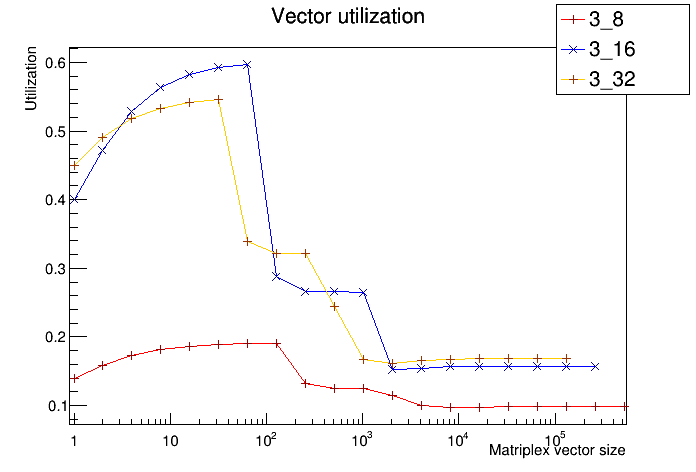 Vector utilization
3_8
3_16
3_32
Utilization
0.6
0.5
0.4
0.3
0.2
0.1
1 10 10² 10³ 10⁴ 10⁵
Matriplex vector size